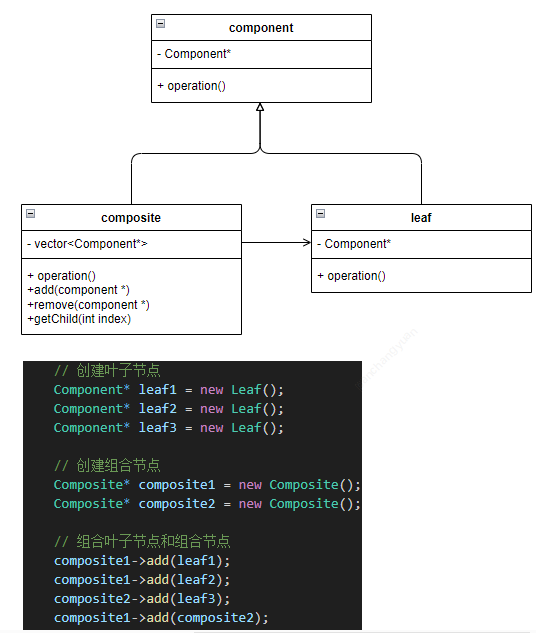 component
- Component*
+ operation()
composite
- vector<Component*>
+ operation()
+add(component *)
+remove(component *)
+getChild(int index)
leaf
- Component*
+ operation()
// 创建叶子节点
Component* leaf1 = new Leaf();
Component* leaf2 = new Leaf();
Component* leaf3 = new Leaf();
// 创建组合节点
Composite* composite1 = new Composite();
Composite* composite2 = new Composite();
// 组合叶子节点和组合节点
composite1->add(leaf1);
composite1->add(leaf2);
composite2->add(leaf3);
composite1->add(composite2);